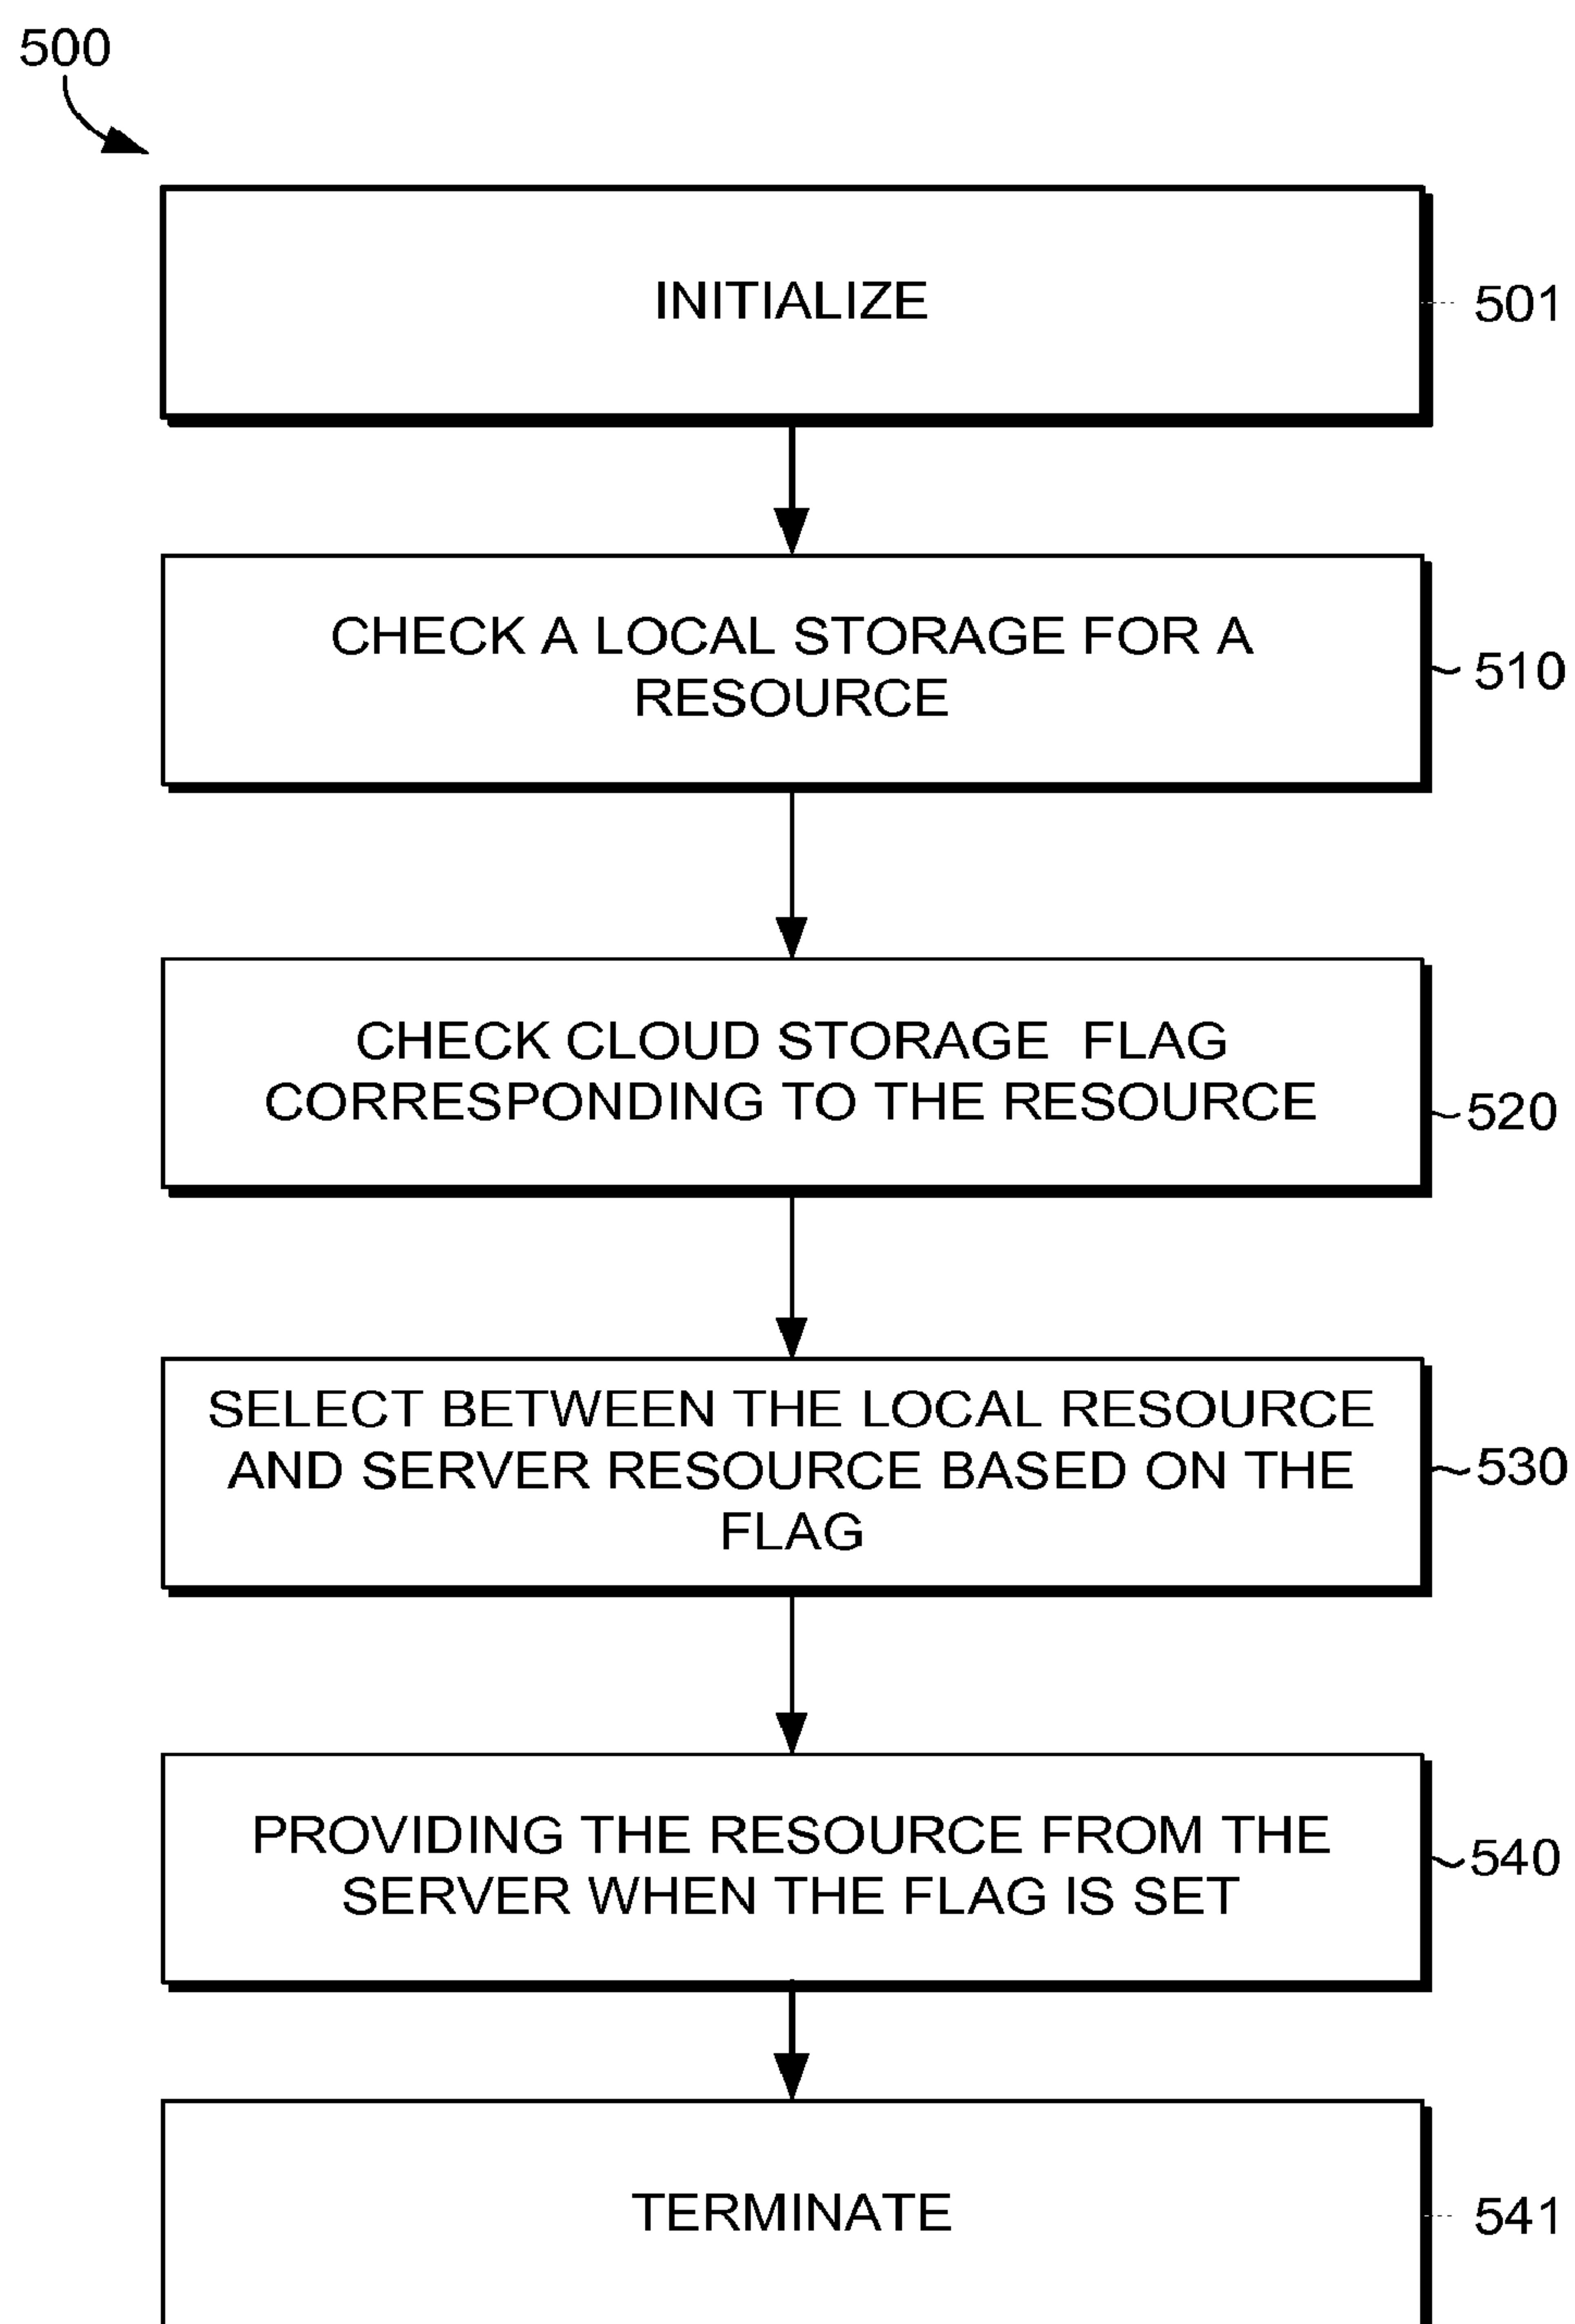 500
INITIALIZE
501
CHECK A LOCAL STORAGE FOR A
RESOURCE
510
CHECK CLOUD STORAGE FLAG
CORRESPONDING TO THE RESOURCE
520
SELECT BETWEEN THE LOCAL RESOURCE
AND SERVER RESOURCE BASED ON THE
FLAG
530
PROVIDING THE RESOURCE FROM THE
SERVER WHEN THE FLAG IS SET
540
TERMINATE
541